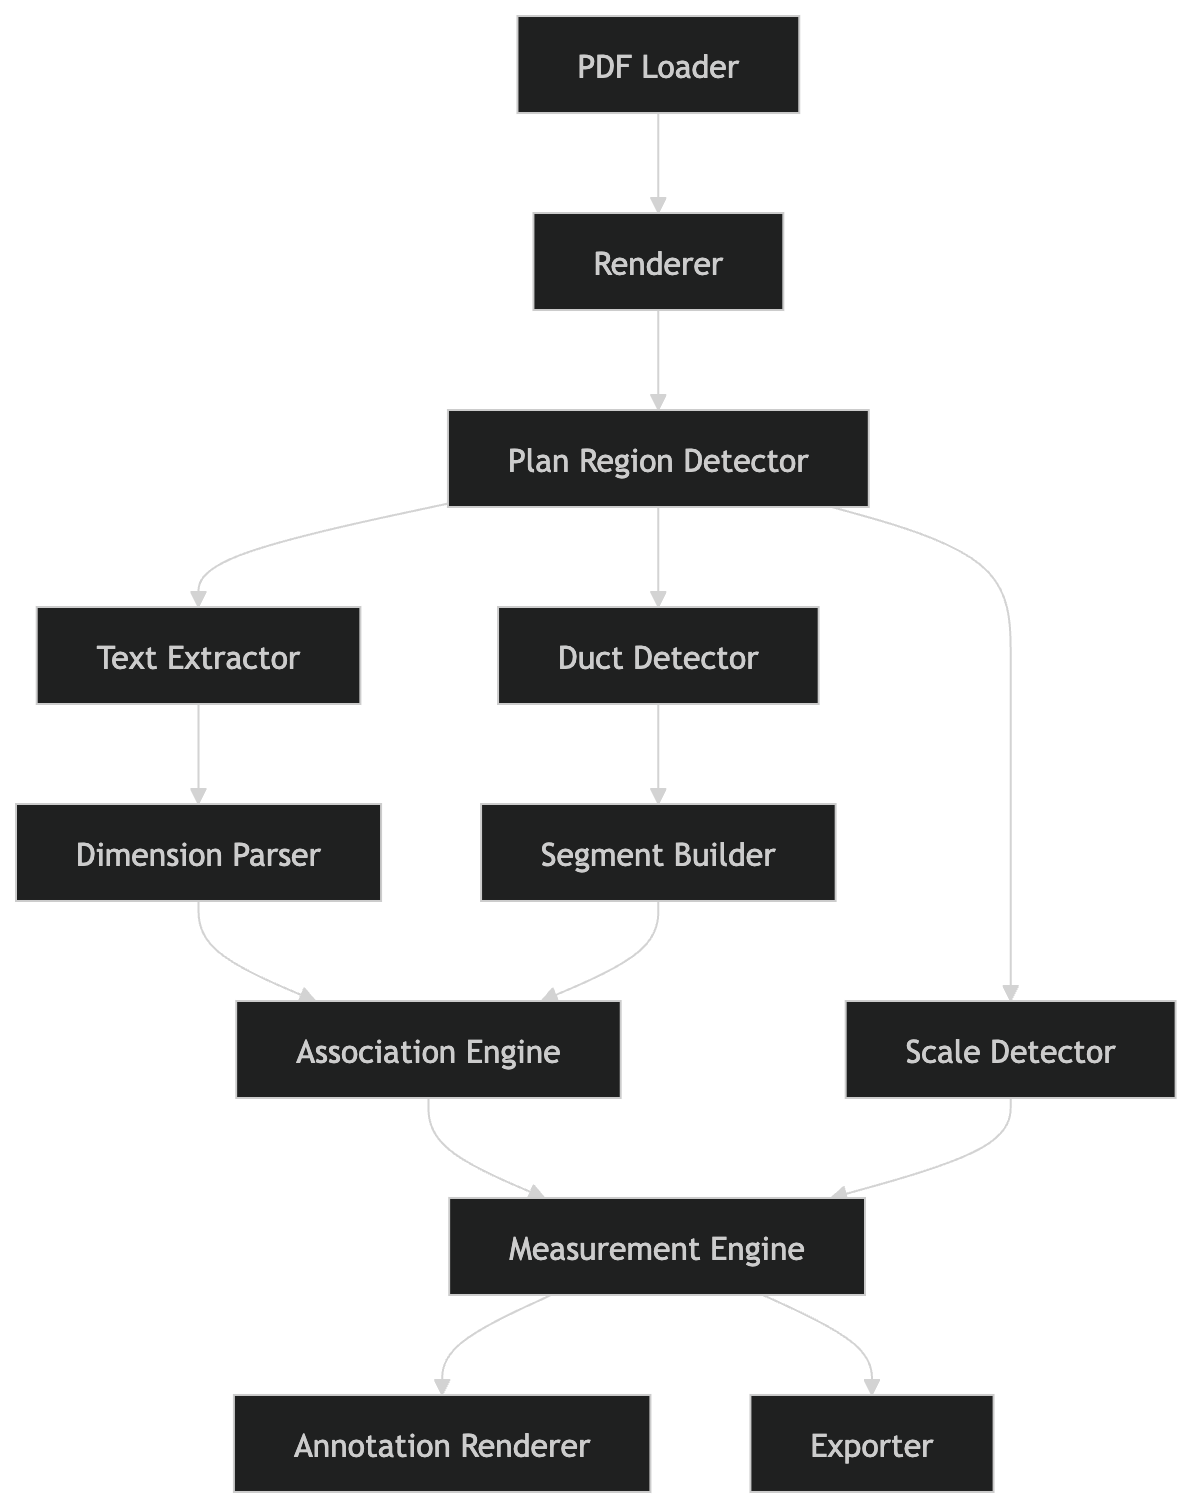 PDF Loader
Renderer
Plan Region Detector
Text Extractor
Duct Detector
Dimension Parser
Segment Builder
Association Engine
Scale Detector
Measurement Engine
Annotation Renderer
Exporter